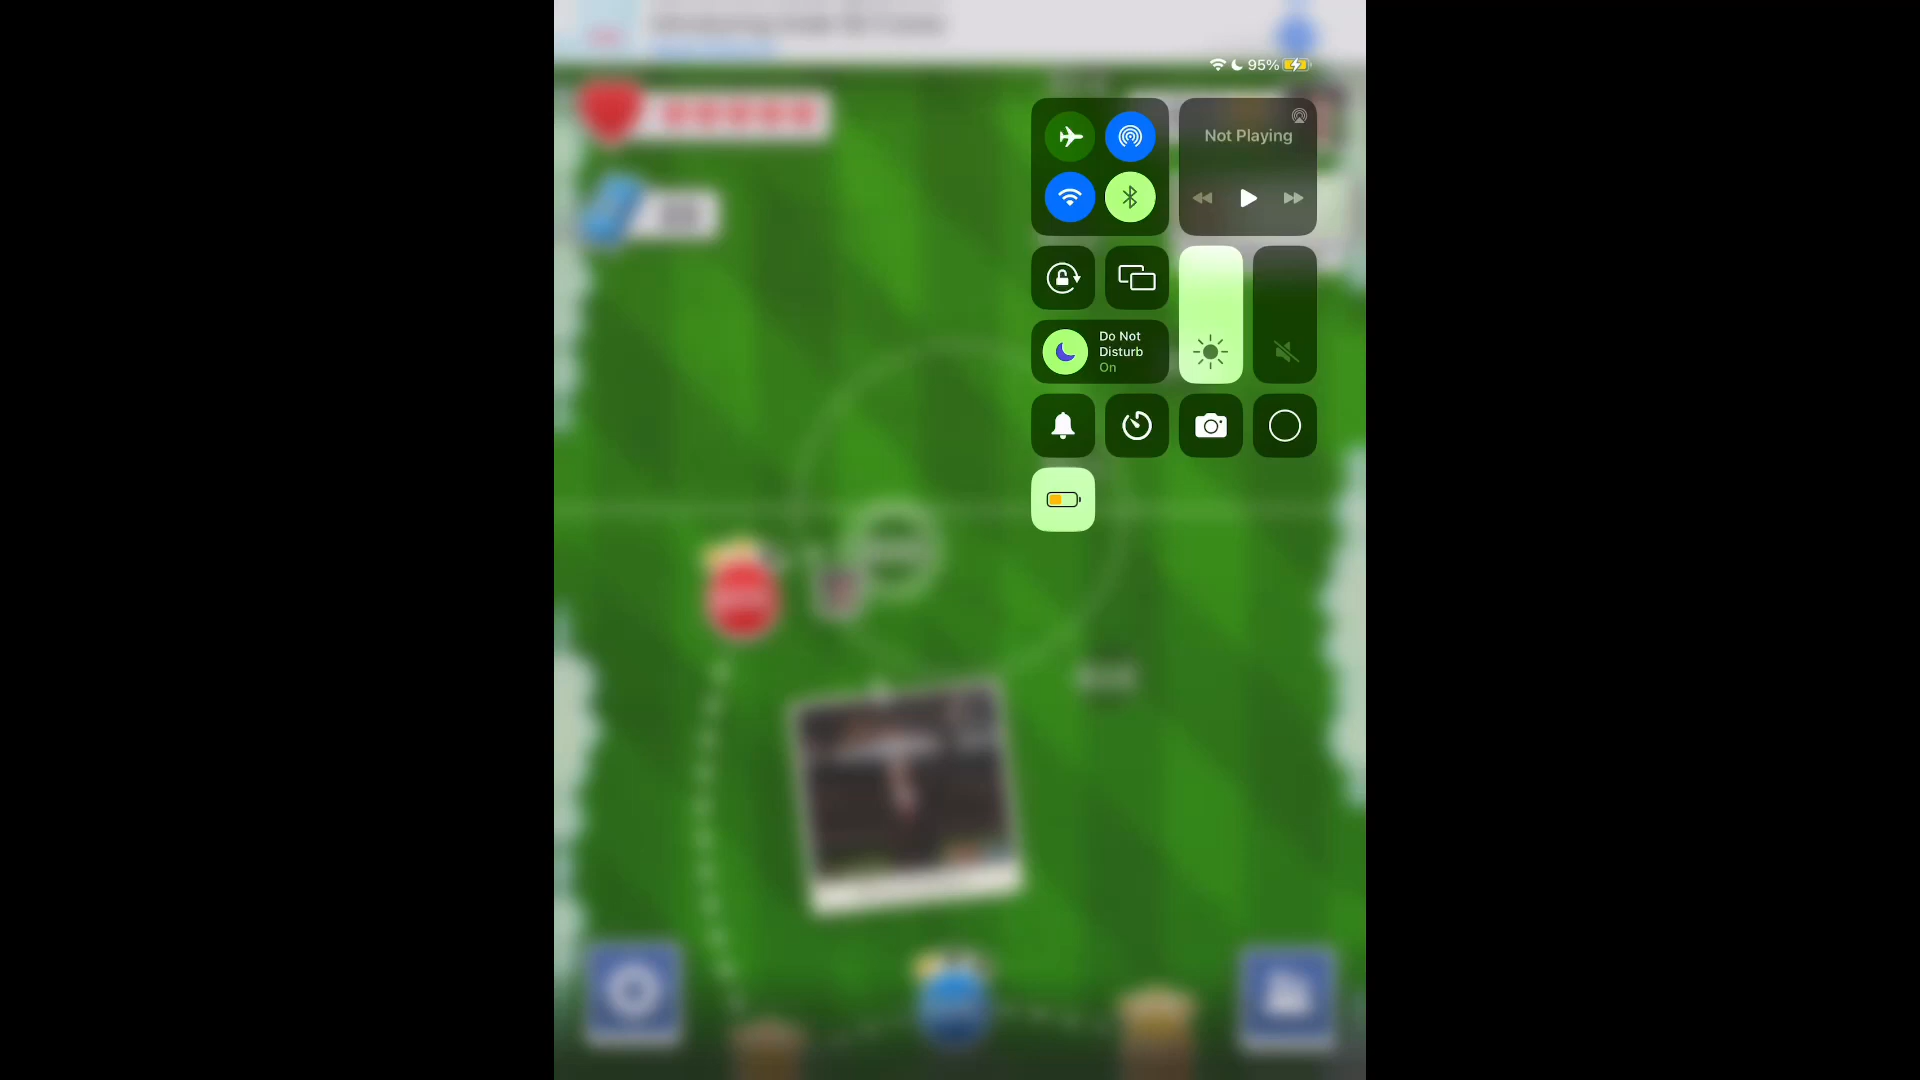 95%
Not Playing
Do Not
Disturb
On